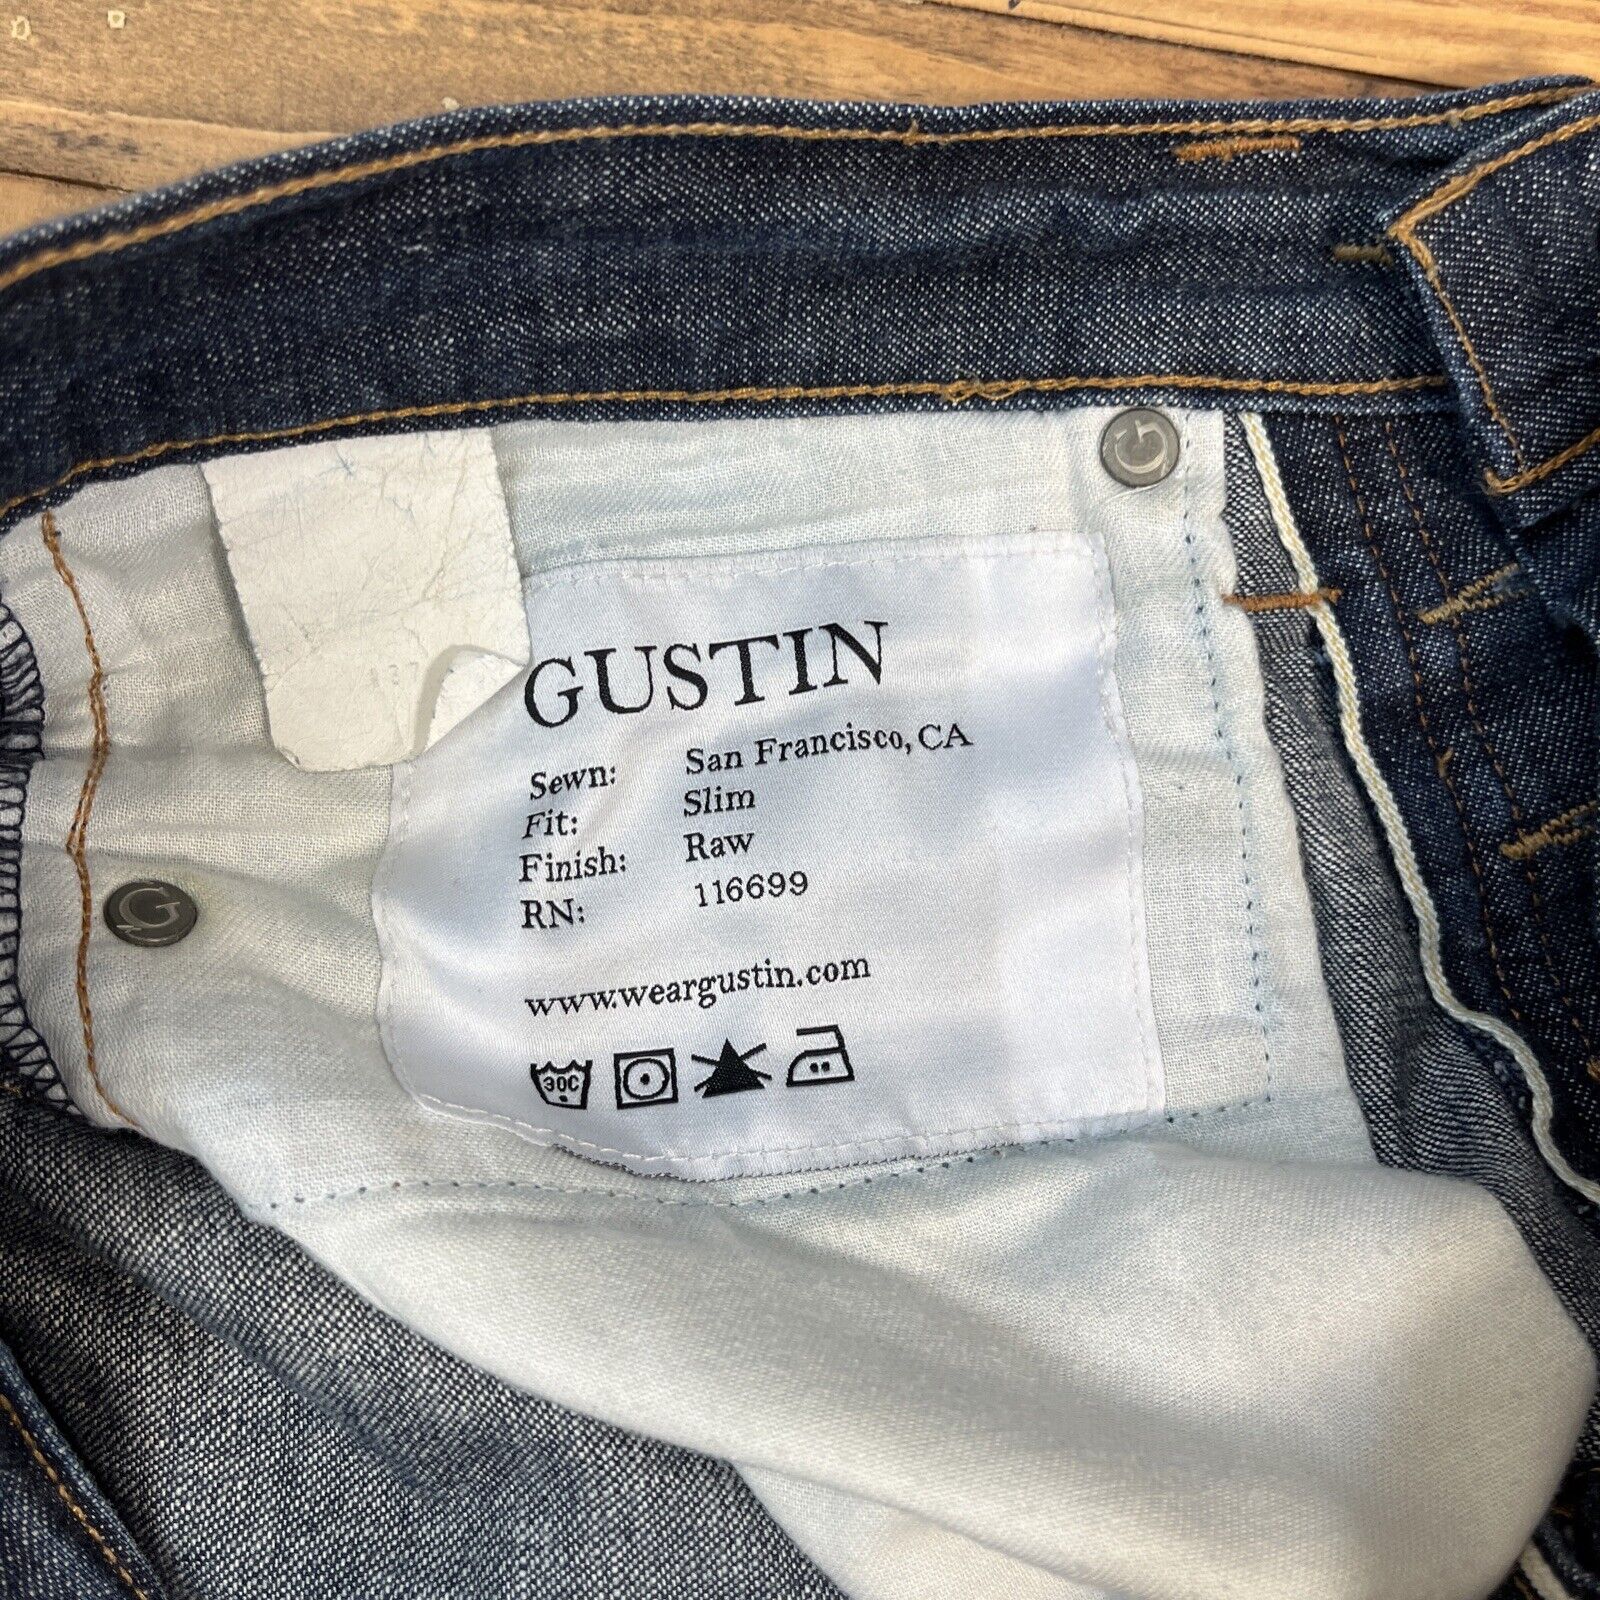 GUSTIN
Sewn: San Francisco, CA
Fit: Slim
Finish: Raw
RN: 116699
www.weargustin.com
30C
G
G